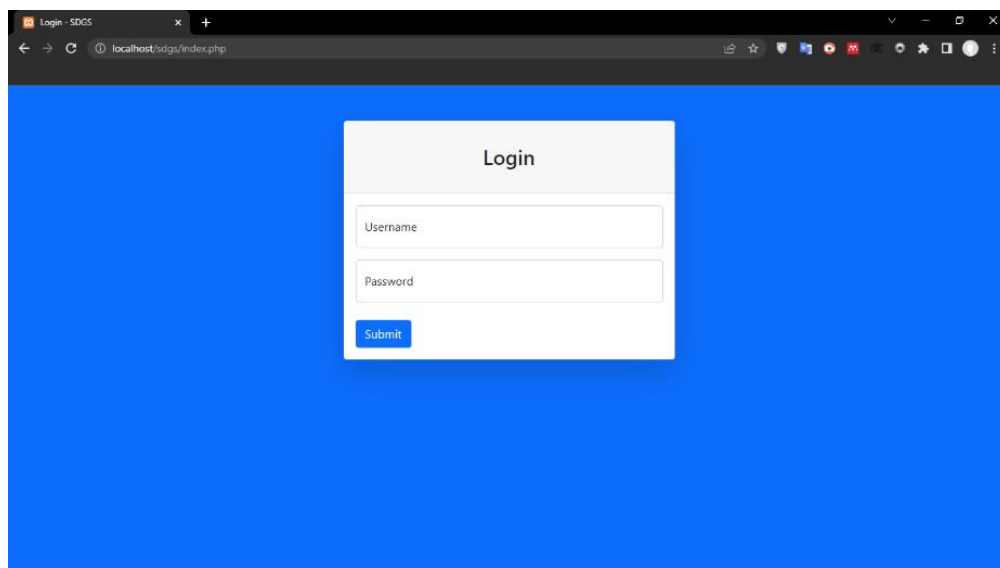 Login - SDGS
localhost/sdgs/index.php
Login
Username
Password
Submit